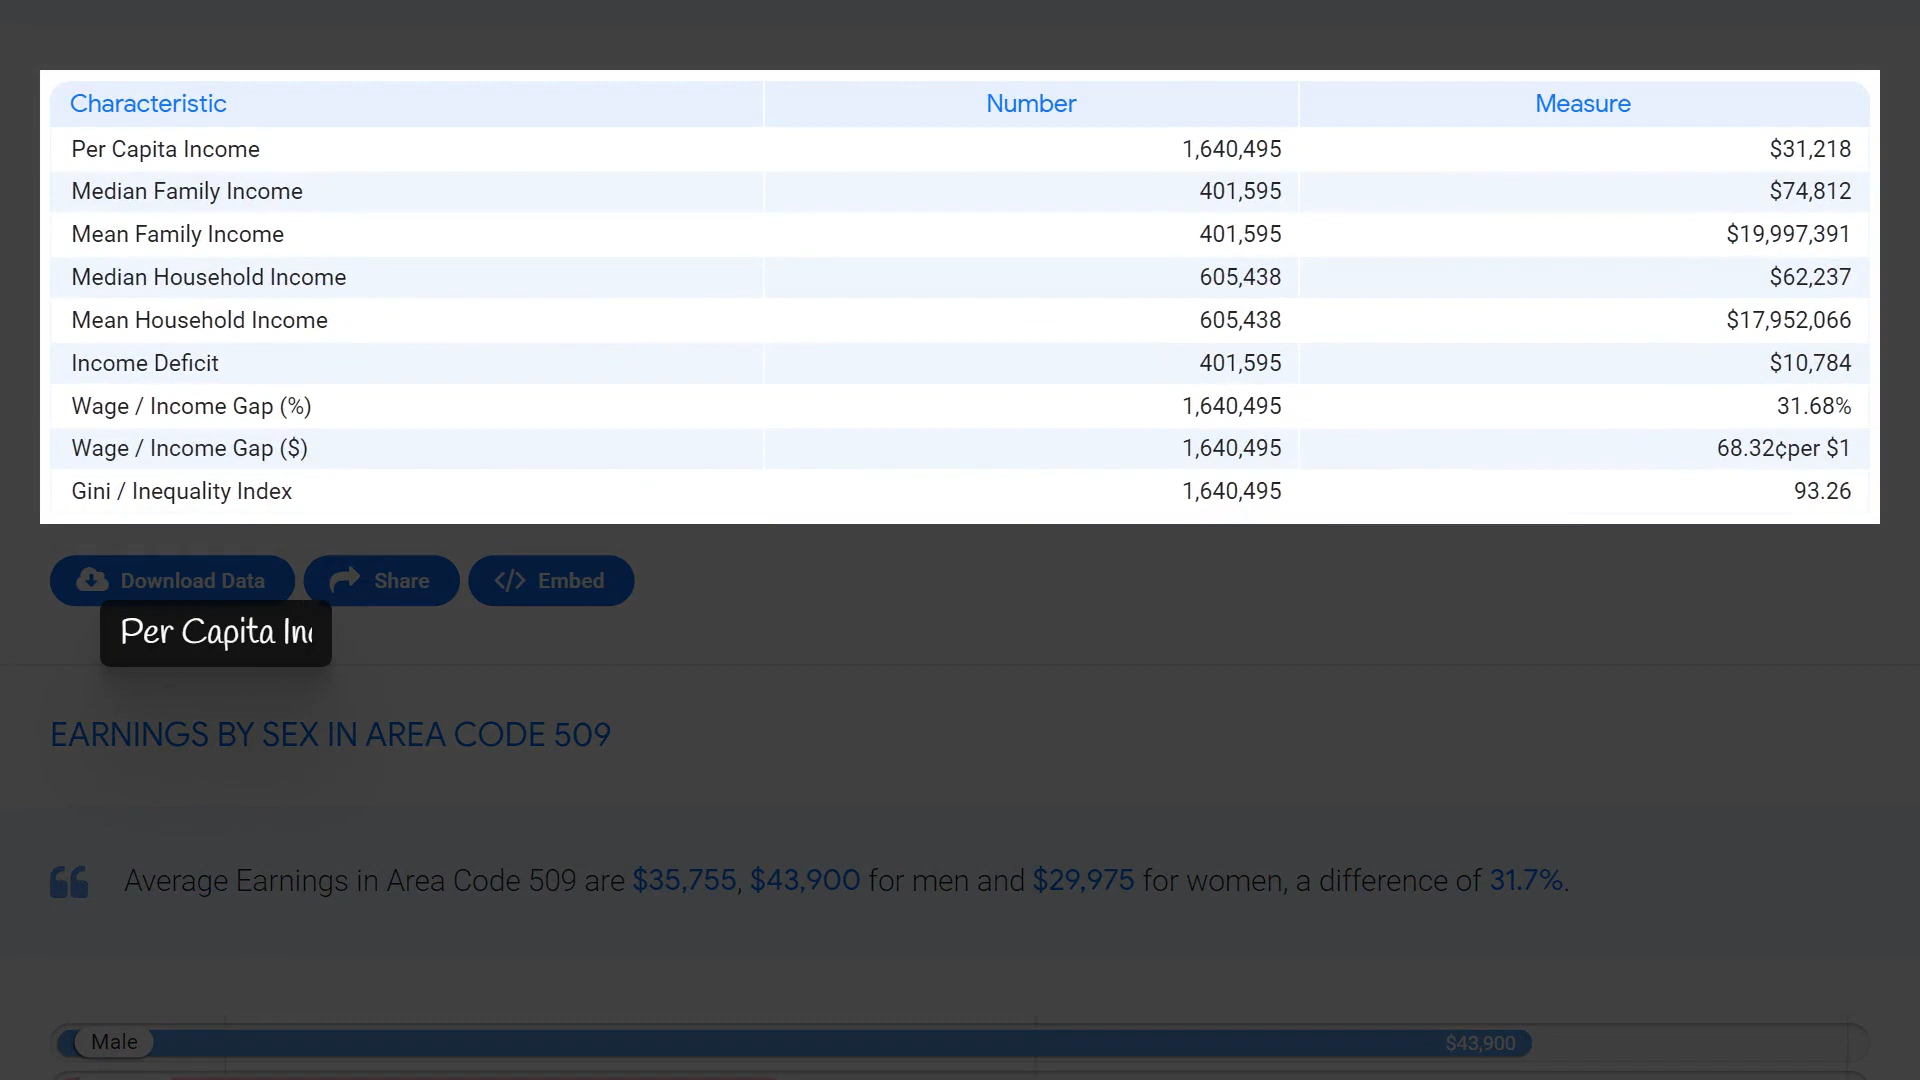 Characteristic Number Measure
Per Capita Income 1,640,495 $31,218
Median Family Income 401,595 $74,812
Mean Family Income 401,595 $19,997,391
Median Household Income 605,438 $62,237
Mean Household Income 605,438 $17,952,066
Income Deficit 401,595 $10,784
Wage / Income Gap (%) 1,640,495 31.68%
Wage / Income Gap ($) 1,640,495 68.32¢per $1
Gini / Inequality Index 1,640,495 93.26
Download Data Share Embed
Per Capita Inc
EARNINGS BY SEX IN AREA CODE 509
Average Earnings in Area Code 509 are $35,755, $43,900 for men and $29,975 for women, a difference of 31.7%.
Male $43,900